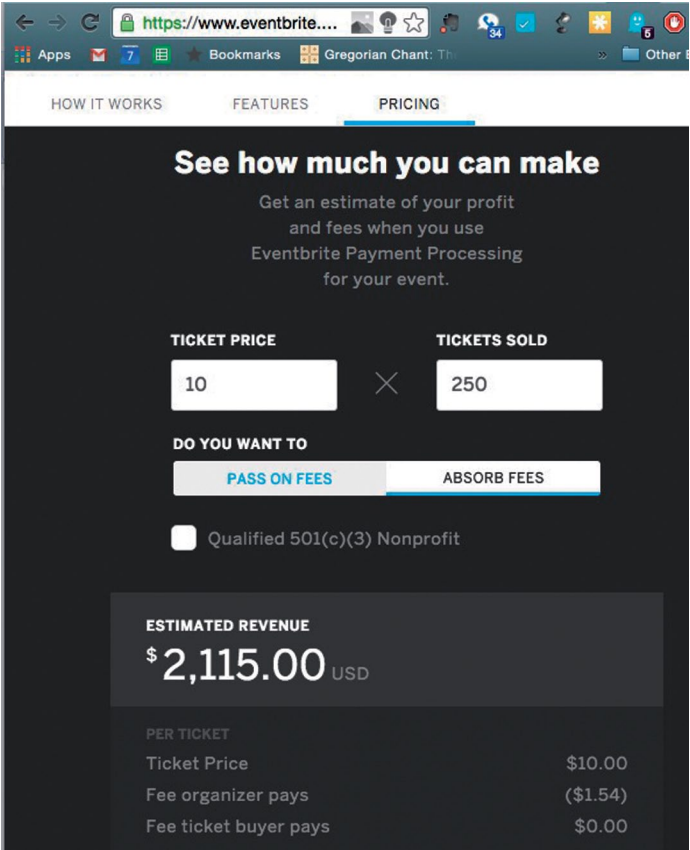 https://www.eventbrite....
34
5
Apps
7
Bookmarks
Gregorian Chant: Th
»
Other
HOW IT WORKS
FEATURES
PRICING
See how much you can make
Get an estimate of your profit
and fees when you use
Eventbrite Payment Processing
for your event.
TICKET PRICE
TICKETS SOLD
10
250
DO YOU WANT TO
PASS ON FEES
ABSORB FEES
Qualified 501(c)(3) Nonprofit
ESTIMATED REVENUE
$2,115.00 USD
PER TICKET
Ticket Price $10.00
Fee organizer pays ($1.54)
Fee ticket buyer pays $0.00